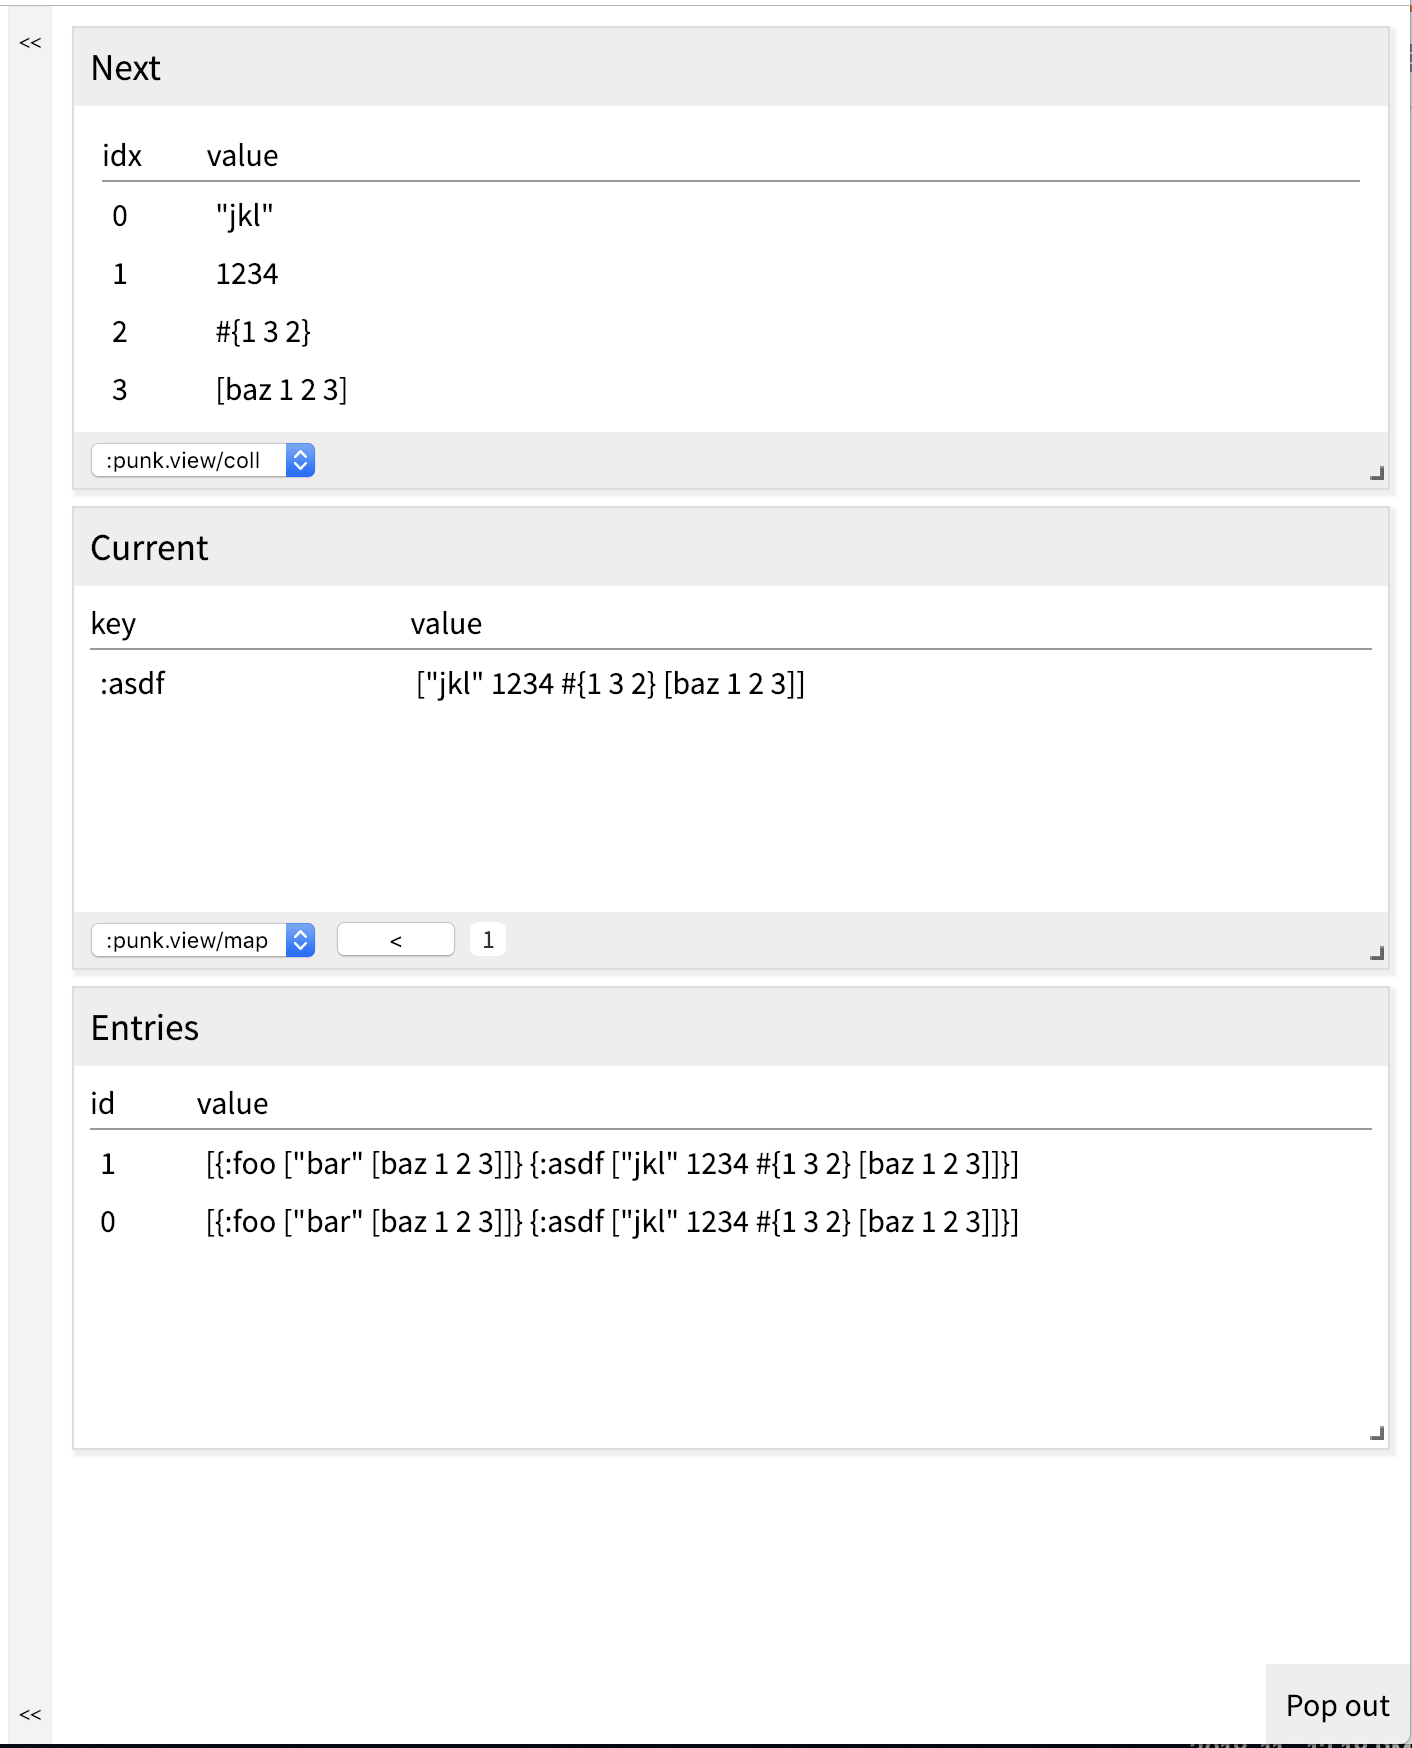 <<
Next
idx value
0 "jkl"
1 1234
2 #{1 3 2}
3 [baz 1 2 3]
:punk.view/coll
Current
key value
:asdf ["jkl" 1234 #{1 3 2} [baz 1 2 3]]
:punk.view/map < 1
Entries
id value
1 [{:foo ["bar" [baz 1 2 3]]} {:asdf ["jkl" 1234 #{1 3 2} [baz 1 2 3]]}]
0 [{:foo ["bar" [baz 1 2 3]]} {:asdf ["jkl" 1234 #{1 3 2} [baz 1 2 3]]}]
<<
Pop out